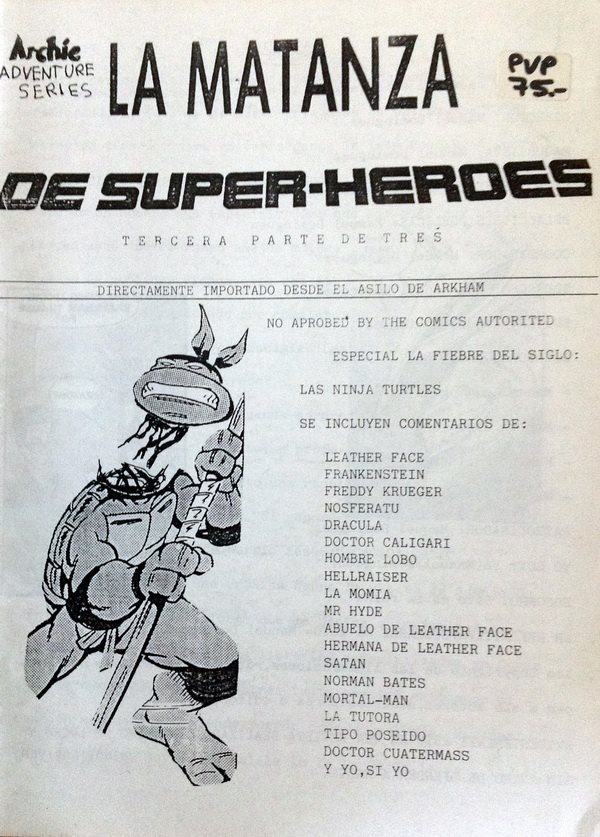 Archie
ADVENTURE
SERIES
LA MATANZA
PVP
75.-
DE SUPER-HEROES
TERCERA PARTE DE TRES
DIRECTAMENTE IMPORTADO DESDE EL ASILO DE ARKHAM
NO APROBED BY THE COMICS AUTORITED
ESPECIAL LA FIEBRE DEL SIGLO:
LAS NINJA TURTLES
SE INCLUYEN COMENTARIOS DE:
LEATHER FACE
FRANKENSTEIN
FREDDY KRUEGER
NOSFERATU
DRACULA
DOCTOR CALIGARI
HOMBRE LOBO
HELLRAISER
LA MOMIA
MR HYDE
ABUELO DE LEATHER FACE
HERMANA DE LEATHER FACE
SATAN
NORMAN BATES
MORTAL-MAN
LA TUTORA
TIPO POSEIDO
DOCTOR CUATERMASS
Y YO,SI YO